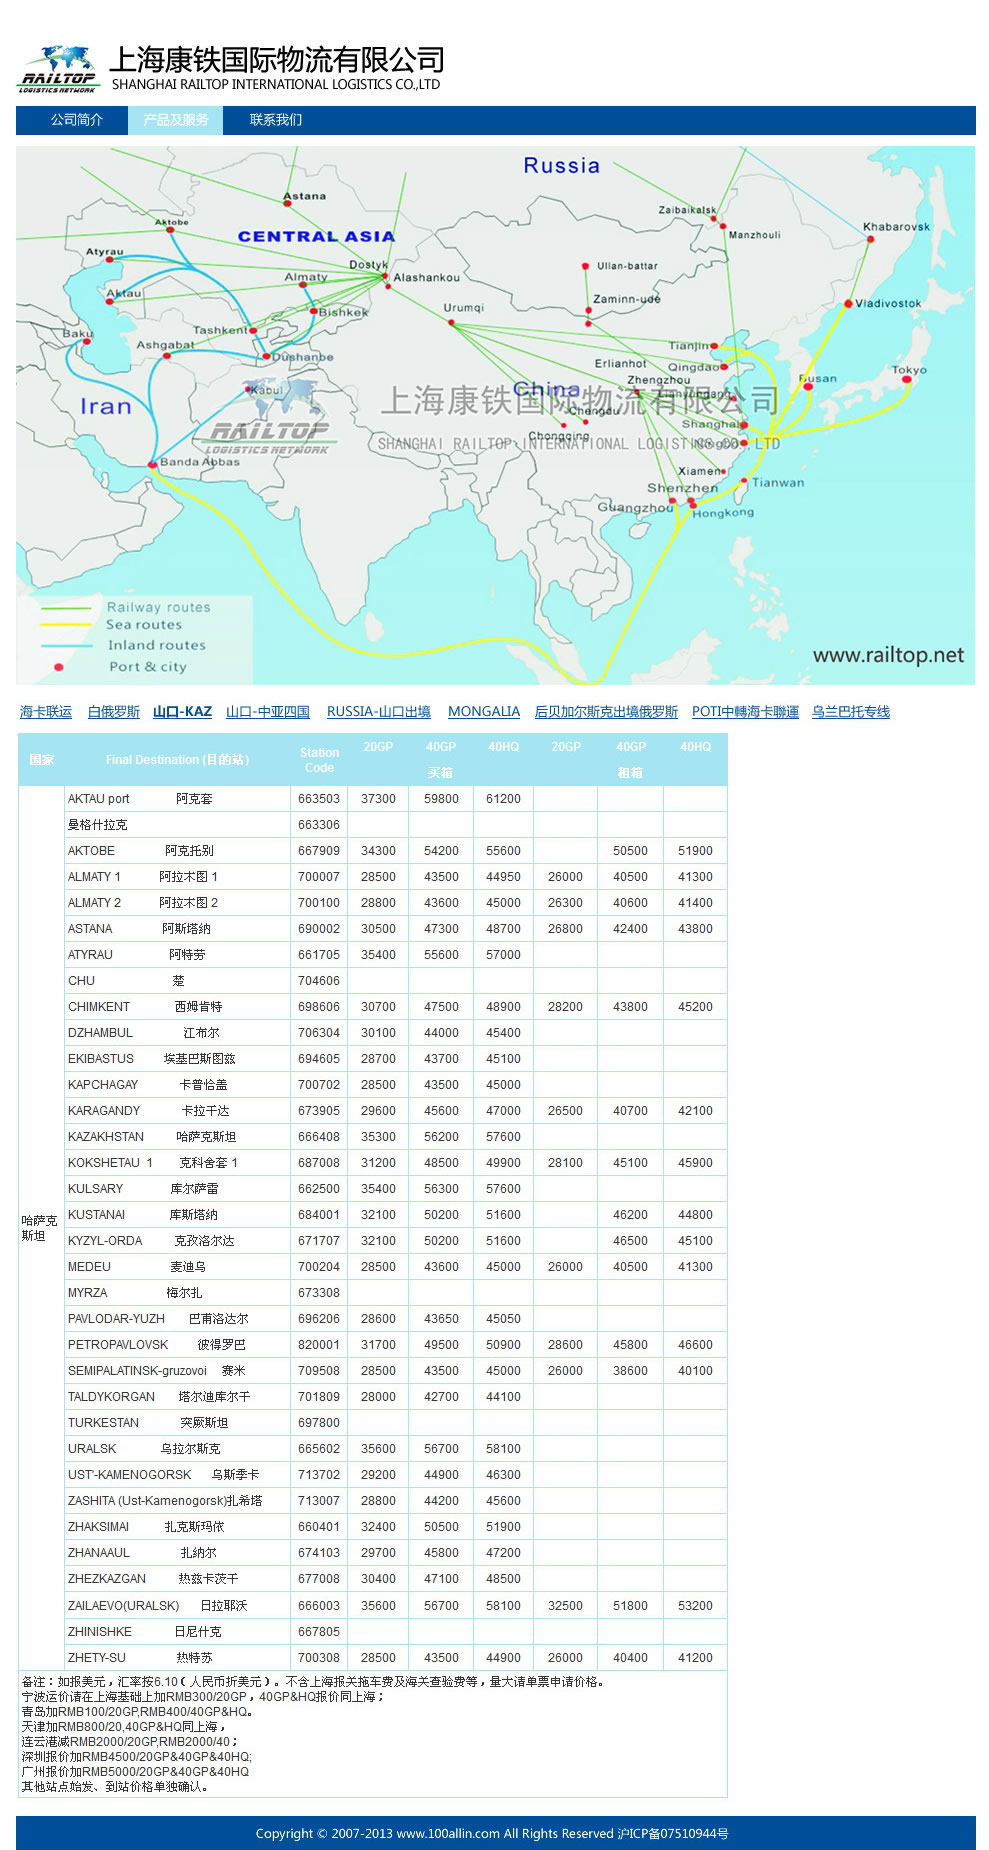 上海康铁国际物流有限公司
RAILTOP
SHANGHAI RAILTOP INTERNATIONAL LOGISTICS CO.,LTD
LOGISTICS NETWORK
公司简介 产品及服务 联系我们
Russia
Astana
Zaibaikalsk
Aktobe
Khabarovsk
Manzhouli
CENTRAL ASIA
Atyrau
Dostyk
Ullan-battar
Almaty
Alashankou
Aktau
Zaminn-ude
Vladivostok
Urumqi
Bishkek
Tashkent
Baku
Ashgabat
Tianjin
Dushanbe
Erlianhot
Qingdao
Tokyo
Zhengzhou
Busan
Kabul
China
Lianyungang
Iran
上海康铁国际物流有限公司
Chengdu
Shanghai
RAILTOP
Chongqing
SHANGHAI RAILTOP INTERNATIONAL LOGISTICS CO.,LTD
Ningbo
LOGISTICS NETWORK
Banda Abbas
Xiamen
Tianwan
Shenzhen
Guangzhou
Hongkong
Railway routes
Sea routes
Inland routes
Port & city
www.railtop.net
海卡联运 白俄罗斯 山口-KAZ 山口-中亚四国 RUSSIA-山口出境 MONGALIA 后贝加尔斯克出境俄罗斯 POTI中轉海卡聯運 乌兰巴托专线
国家 Final Destination (目的站) Station Code 20GP 40GP 40HQ 20GP 40GP 40HQ
买箱 租箱
AKTAU port 阿克套 663503 37300 59800 61200
曼格什拉克 663306
AKTOBE 阿克托别 667909 34300 54200 55600 50500 51900
ALMATY 1 阿拉木图 1 700007 28500 43500 44950 26000 40500 41300
ALMATY 2 阿拉木图 2 700100 28800 43600 45000 26300 40600 41400
ASTANA 阿斯塔纳 690002 30500 47300 48700 26800 42400 43800
ATYRAU 阿特劳 661705 35400 55600 57000
CHU 楚 704606
CHIMKENT 西姆肯特 698606 30700 47500 48900 28200 43800 45200
DZHAMBUL 江布尔 706304 30100 44000 45400
EKIBASTUS 埃基巴斯图兹 694605 28700 43700 45100
KAPCHAGAY 卡普恰盖 700702 28500 43500 45000
KARAGANDY 卡拉干达 673905 29600 45600 47000 26500 40700 42100
KAZAKHSTAN 哈萨克斯坦 666408 35300 56200 57600
KOKSHETAU 1 克科舍套 1 687008 31200 48500 49900 28100 45100 45900
KULSARY 库尔萨雷 662500 35400 56300 57600
哈萨克斯坦
KUSTANAI 库斯塔纳 684001 32100 50200 51600 46200 44800
KYZYL-ORDA 克孜洛尔达 671707 32100 50200 51600 46500 45100
MEDEU 麦迪乌 700204 28500 43600 45000 26000 40500 41300
MYRZA 梅尔扎 673308
PAVLODAR-YUZH 巴甫洛达尔 696206 28600 43650 45050
PETROPAVLOVSK 彼得罗巴 820001 31700 49500 50900 28600 45800 46600
SEMIPALATINSK-gruzovoi 赛米 709508 28500 43500 45000 26000 38600 40100
TALDYKORGAN 塔尔迪库尔干 701809 28000 42700 44100
TURKESTAN 突厥斯坦 697800
URALSK 乌拉尔斯克 665602 35600 56700 58100
UST'-KAMENOGORSK 乌斯季卡 713702 29200 44900 46300
ZASHITA (Ust-Kamenogorsk)扎希塔 713007 28800 44200 45600
ZHAKSIMAI 扎克斯玛依 660401 32400 50500 51900
ZHANAAUL 扎纳尔 674103 29700 45800 47200
ZHEZKAZGAN 热兹卡茨干 677008 30400 47100 48500
ZAILAEVO(URALSK) 日拉耶沃 666003 35600 56700 58100 32500 51800 53200
ZHINISHKE 日尼什克 667805
ZHETY-SU 热特苏 700308 28500 43500 44900 26000 40400 41200
备注：如报美元，汇率按6.10（人民币折美元）。不含上海报关拖车费及海关查验费等，量大请单票申请价格。
宁波运价请在上海基础上加RMB300/20GP，40GP&HQ报价同上海；
青岛加RMB100/20GP,RMB400/40GP&HQ。
天津加RMB800/20,40GP&HQ同上海，
连云港减RMB2000/20GP,RMB2000/40；
深圳报价加RMB4500/20GP&40GP&40HQ;
广州报价加RMB5000/20GP&40GP&40HQ
其他站点始发、到站价格单独确认。
Copyright © 2007-2013 www.100allin.com All Rights Reserved 沪ICP备07510944号